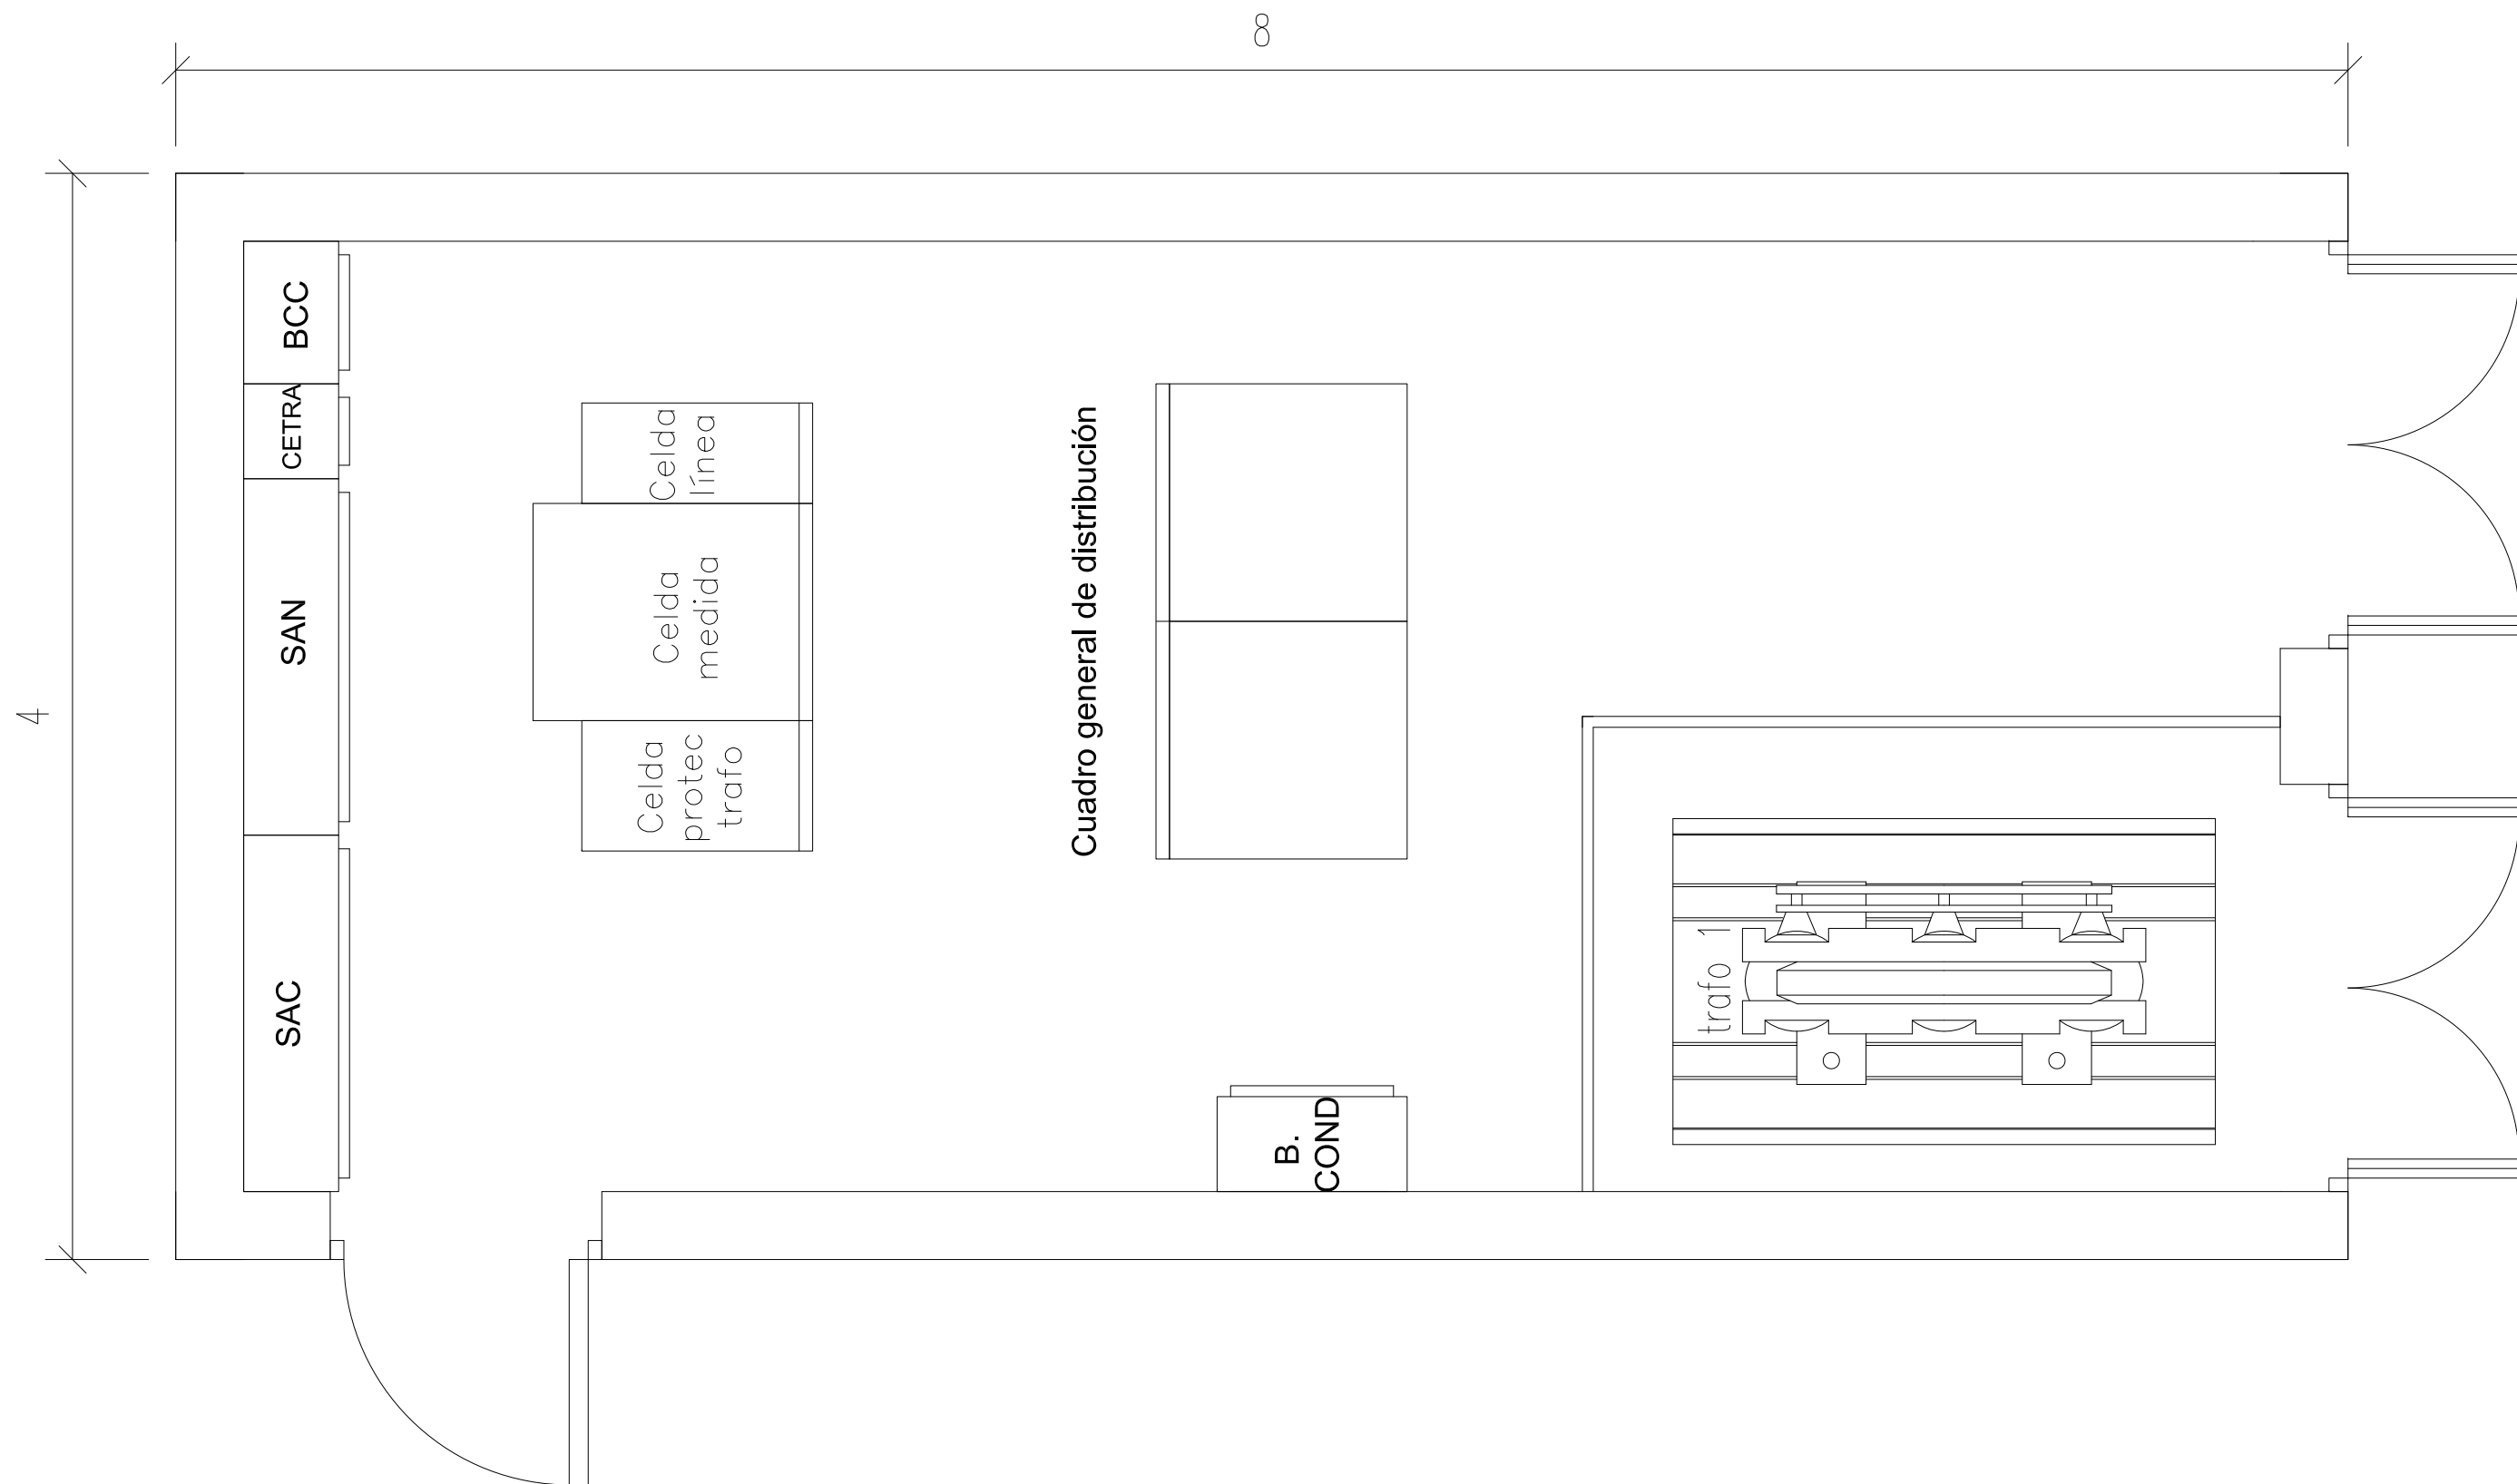 8
4
BCC
CETRA
SAN
SAC
Celda
línea
Celda
medida
Celda
protec
trafo
Cuadro general de distribución
B.
COND
trafo 1